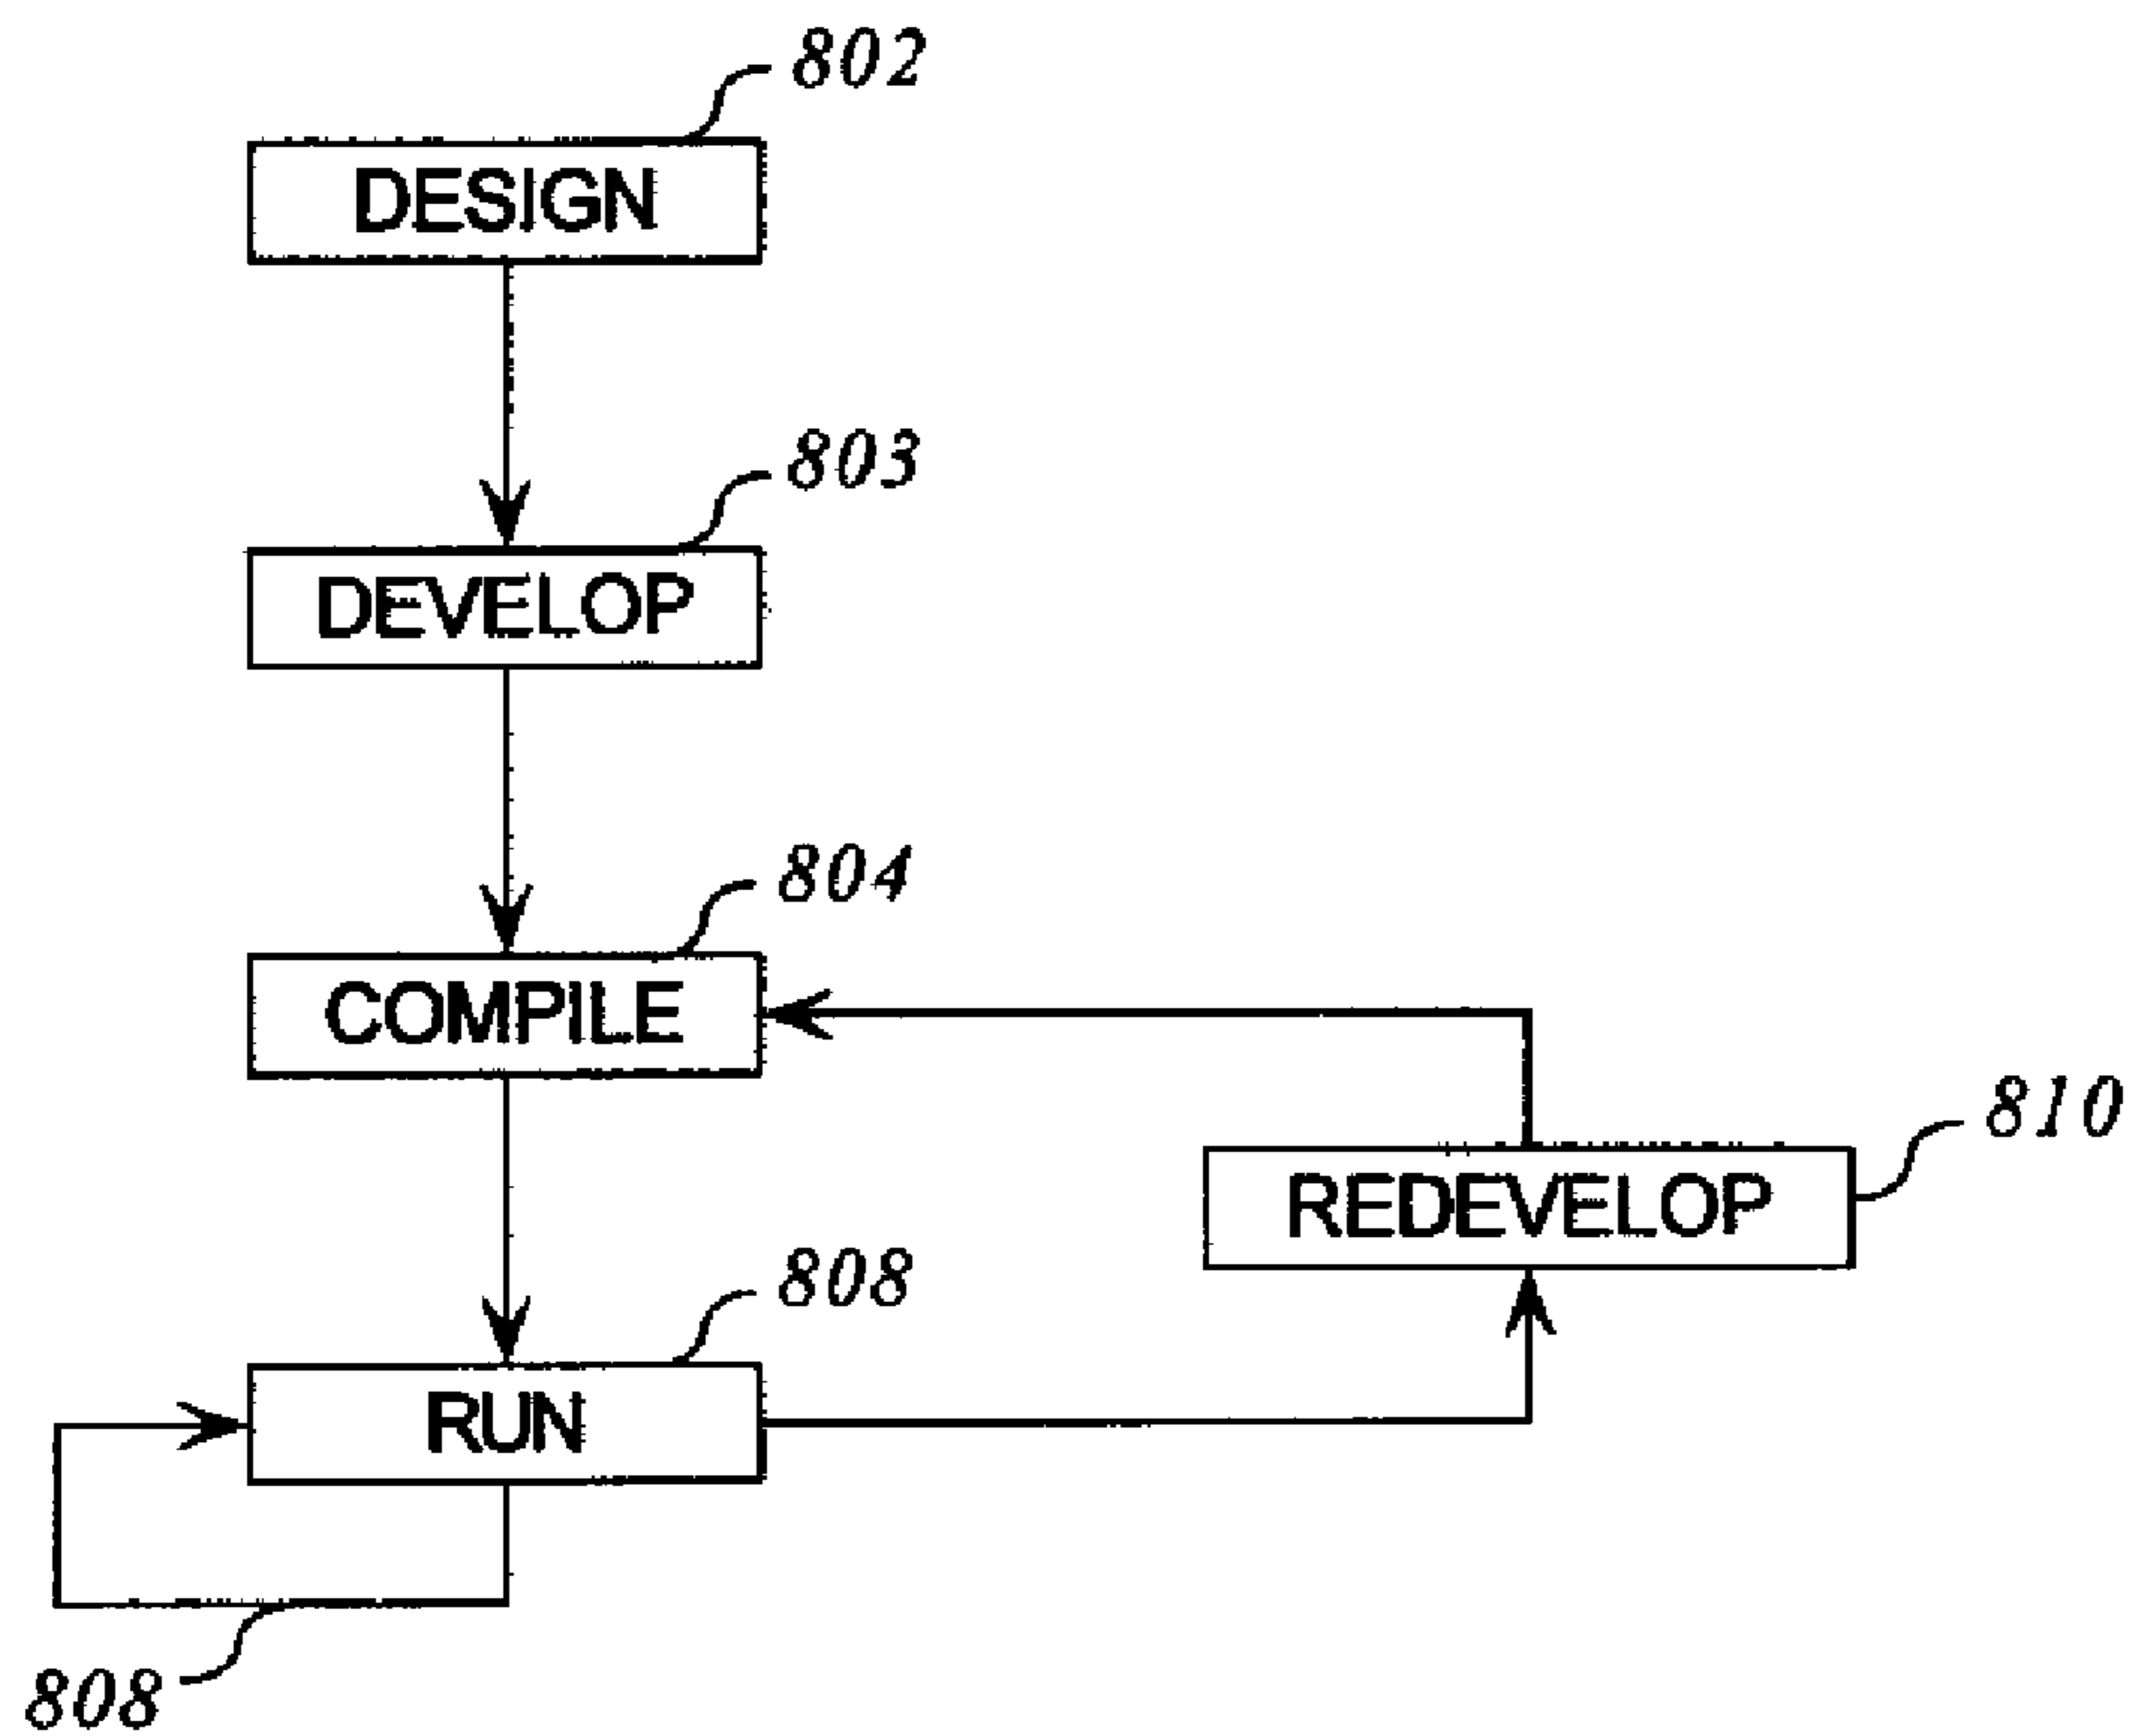 802
DESIGN
803
DEVELOP
804
COMPILE
810
REDEVELOP
808
RUN
808